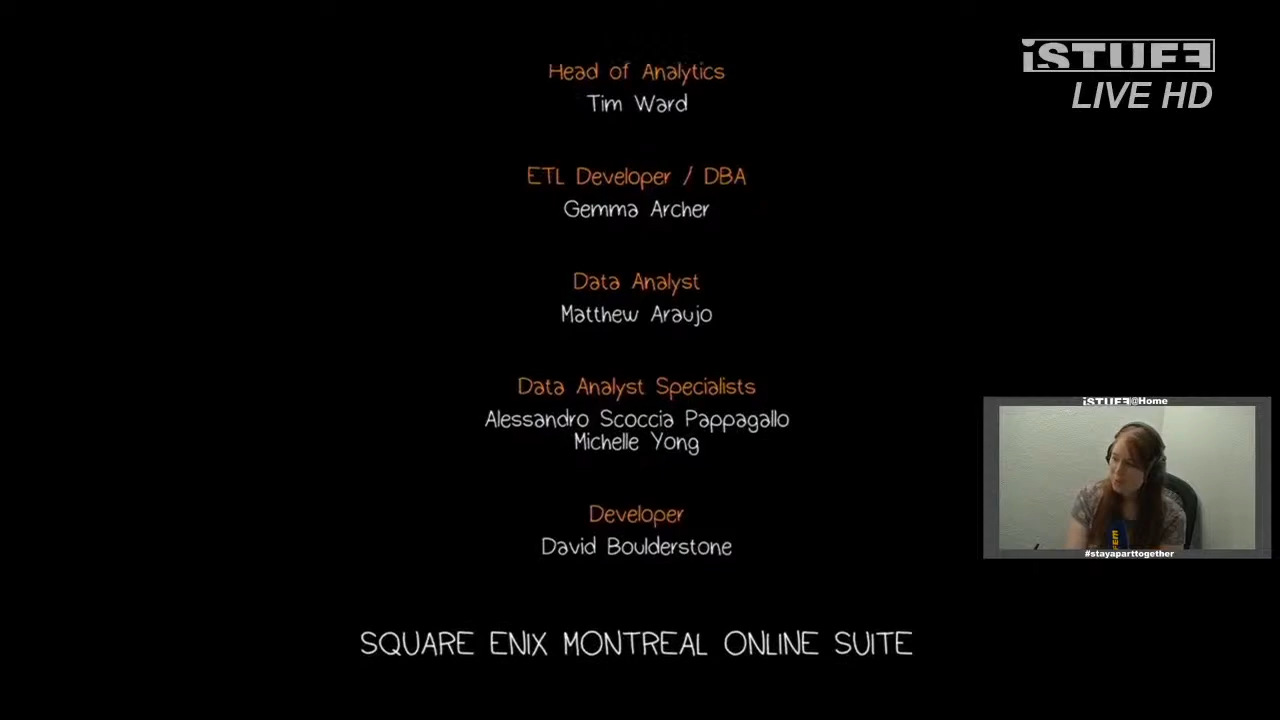 iSTUFF
LIVE HD
Head of Analytics
Tim Ward
ETL Developer / DBA
Gemma Archer
Data Analyst
Matthew Araujo
Data Analyst Specialists
Alessandro Scoccia Pappagallo
Michelle Yong
Developer
David Boulderstone
SQUARE ENIX MONTREAL ONLINE SUITE
iSTUFF@Home
#stayaparttogether